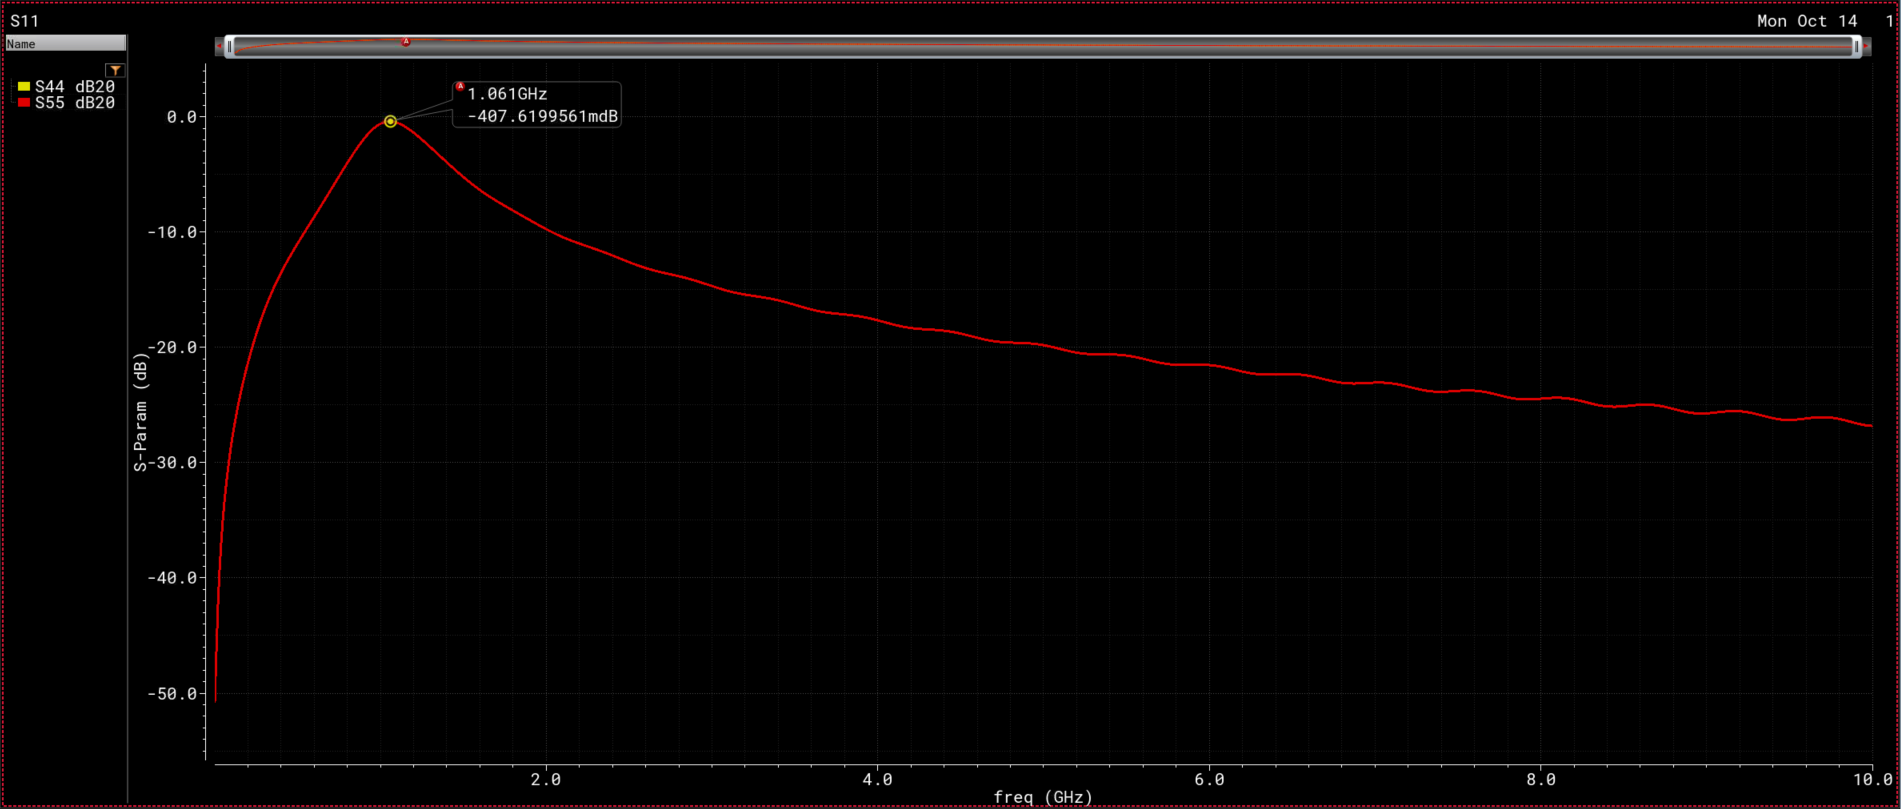 S11
Mon Oct 14 1
Name
S44 dB20
S55 dB20
A
A
1.061GHz
-407.6199561mdB
0.0
-10.0
-20.0
-30.0
-40.0
-50.0
S-Param (dB)
2.0
4.0
6.0
8.0
10.0
freq (GHz)